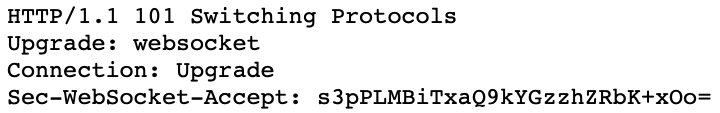 HTTP/1.1 101 Switching Protocols
Upgrade: websocket
Connection: Upgrade
Sec-WebSocket-Accept: s3pPLMBiTxaQ9kYGzzhZRbK+xOo=